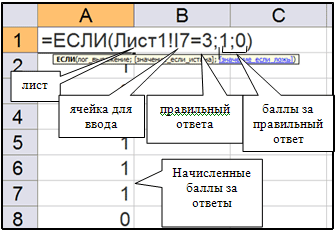 A B C
1 =ЕСЛИ(Лист1!I7=3;1;0)
ЕСЛИ(лог_выражение; [значение_если_истина]; [значение_если_ложь])
2 1
лист
ячейка для
ввода
правильный
ответа
баллы за
правильный
ответ
4
5 1
6 1
7 1
8 0
Начисленные
баллы за
ответы